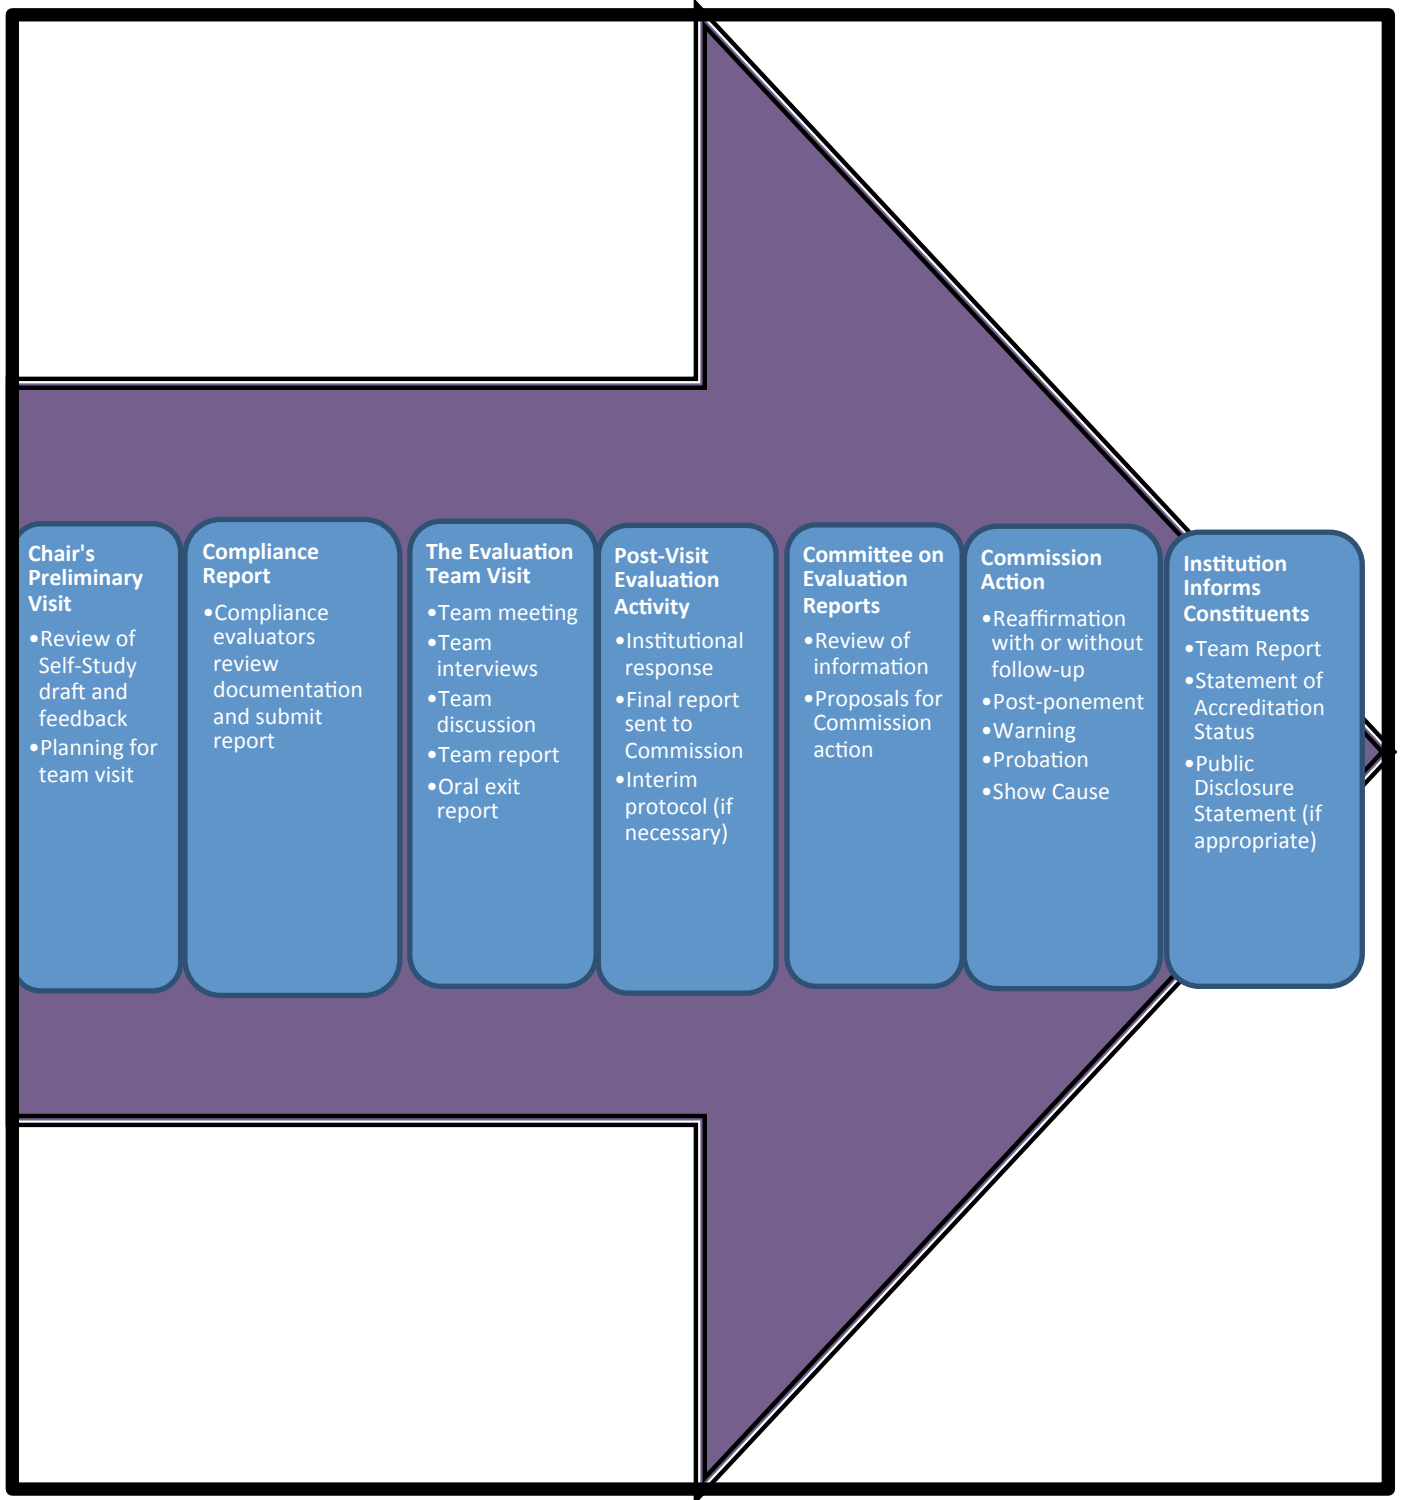 Chair's
Preliminary
Visit
•Review of
Self-Study
draft and
feedback
•Planning for
team visit
Compliance
Report
•Compliance
evaluators
review
documentation
and submit
report
The Evaluation
Team Visit
•Team meeting
•Team
interviews
•Team
discussion
•Team report
•Oral exit
report
Post-Visit
Evaluation
Activity
•Institutional
response
•Final report
sent to
Commission
•Interim
protocol (if
necessary)
Committee on
Evaluation
Reports
•Review of
information
•Proposals for
Commission
action
Commission
Action
•Reaffirmation
with or without
follow-up
•Post-ponement
•Warning
•Probation
•Show Cause
Institution
Informs
Constituents
•Team Report
•Statement of
Accreditation
Status
•Public
Disclosure
Statement (if
appropriate)